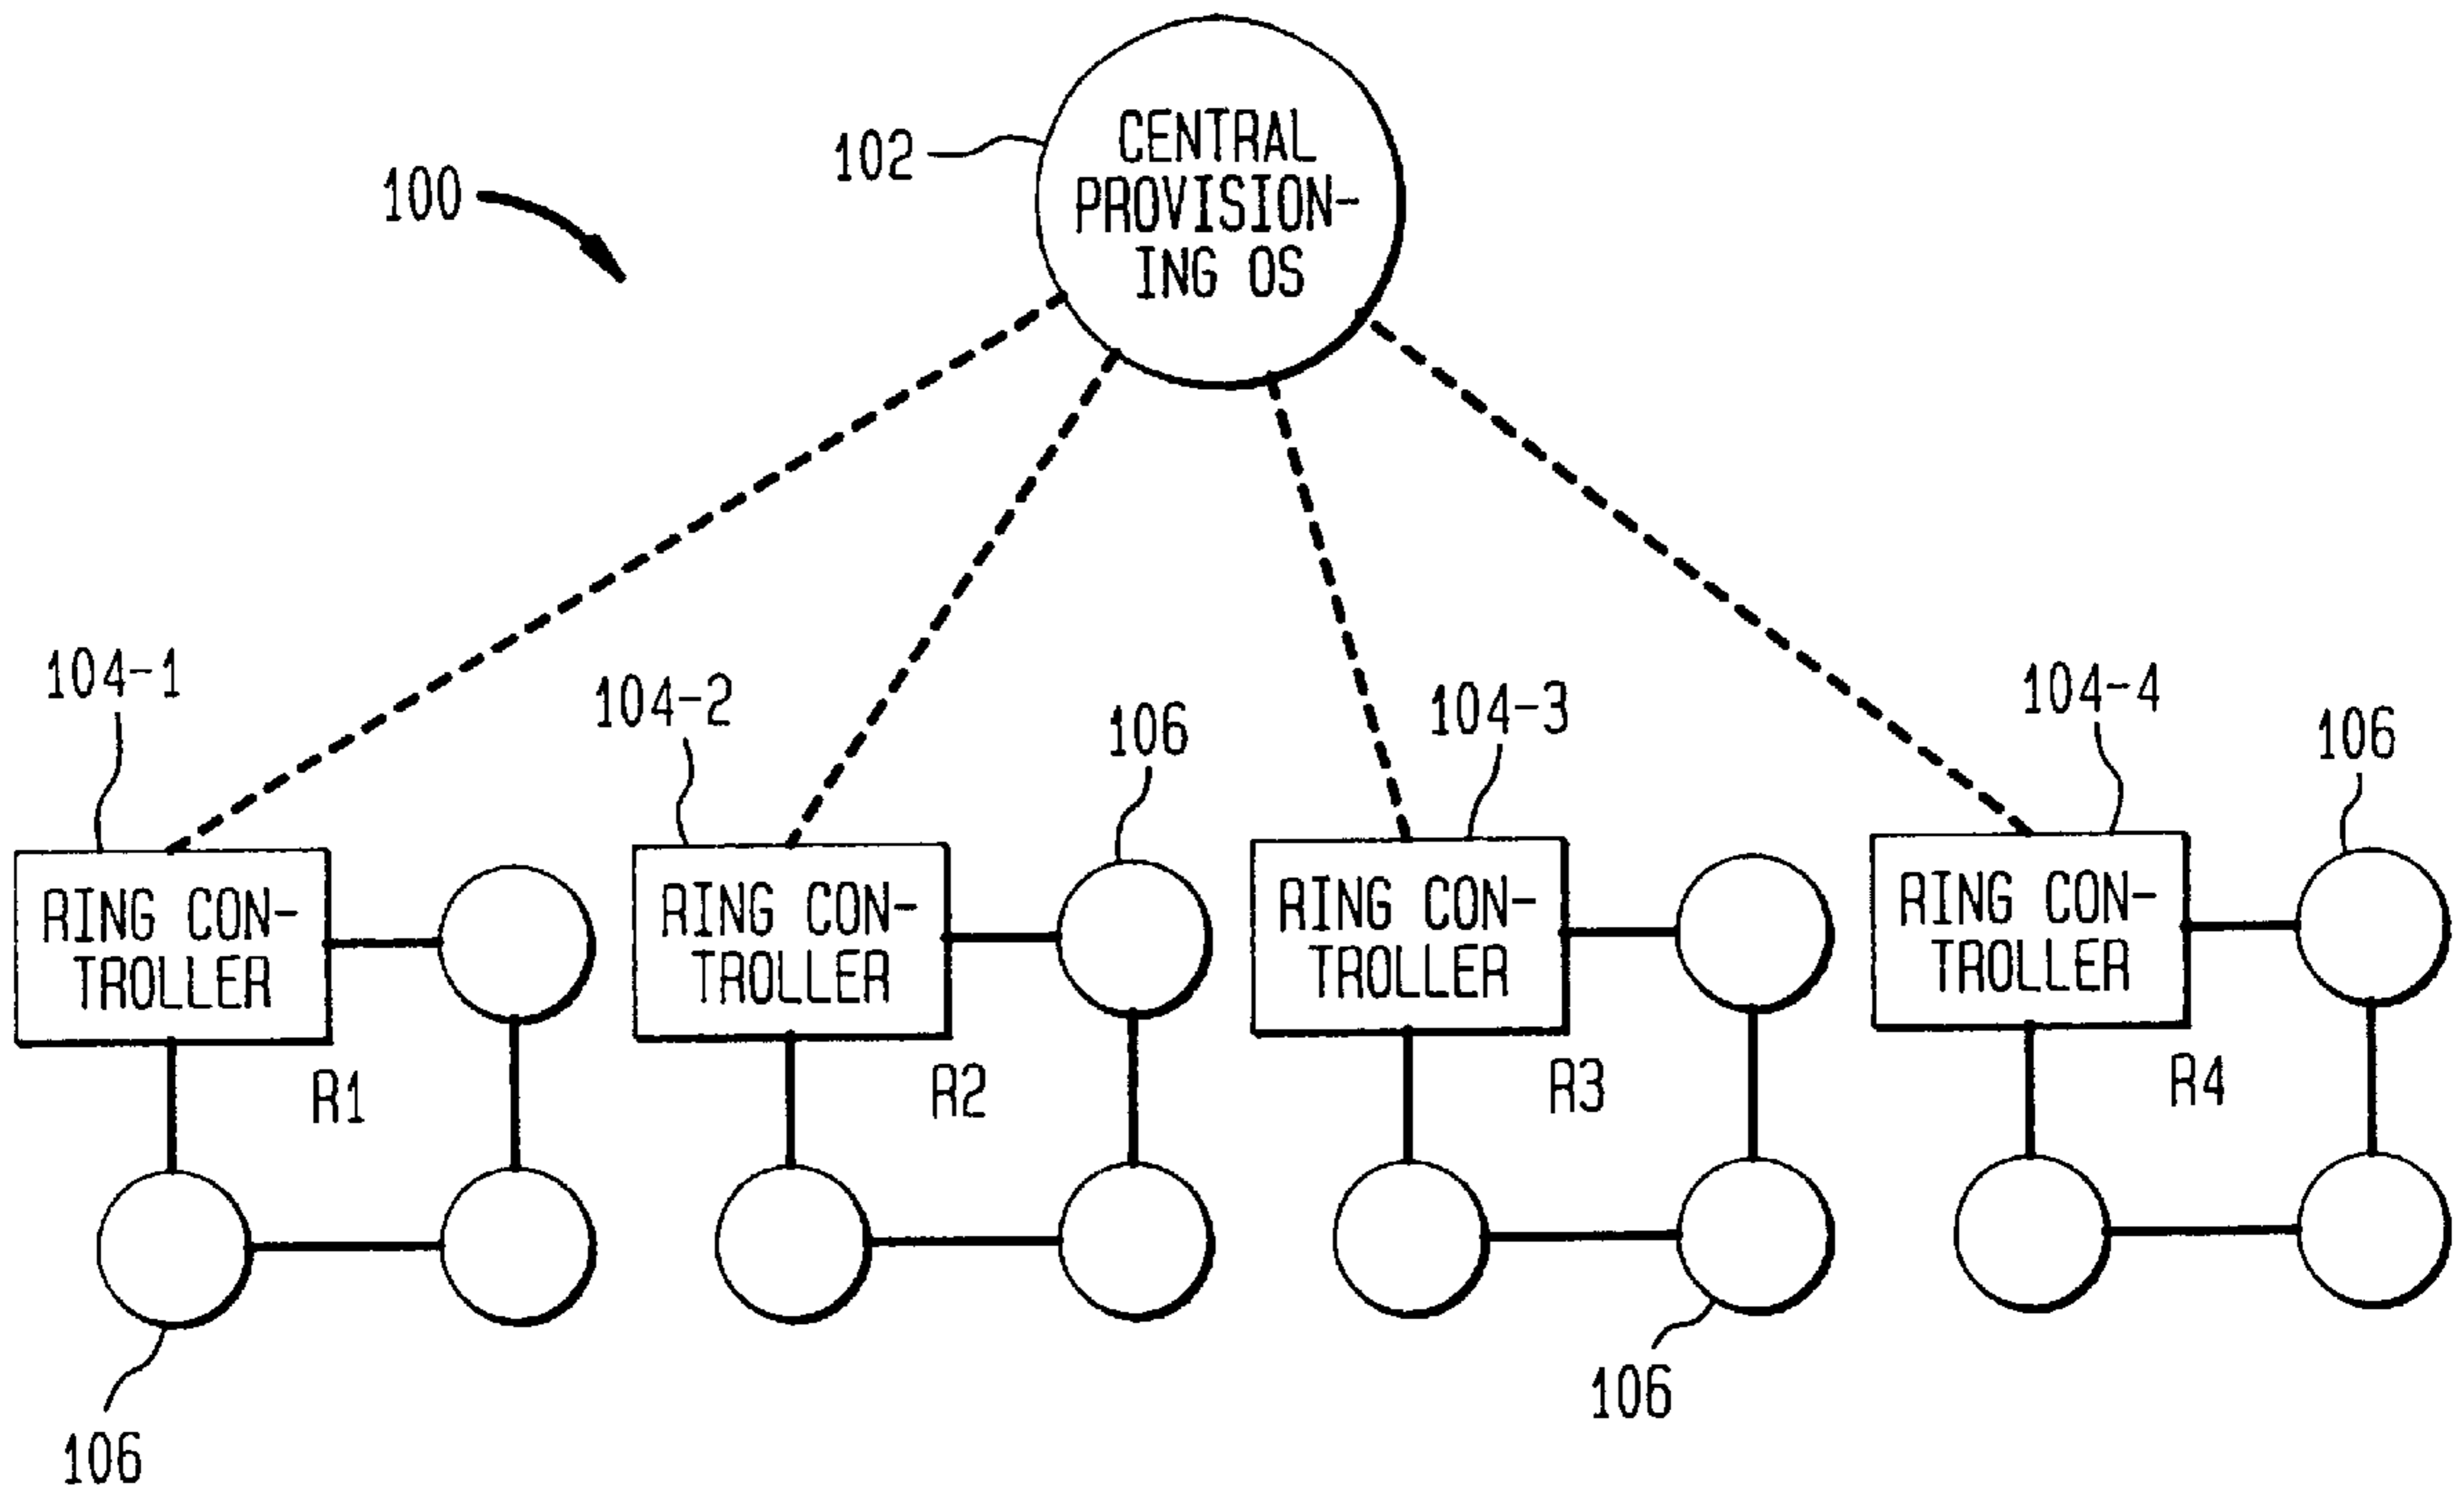 102
CENTRAL
PROVISION-
ING OS
100
104-1
104-2
106
104-3
104-4
106
RING CON-
TROLLER
RING CON-
TROLLER
RING CON-
TROLLER
RING CON-
TROLLER
R1
R2
R3
R4
106
106